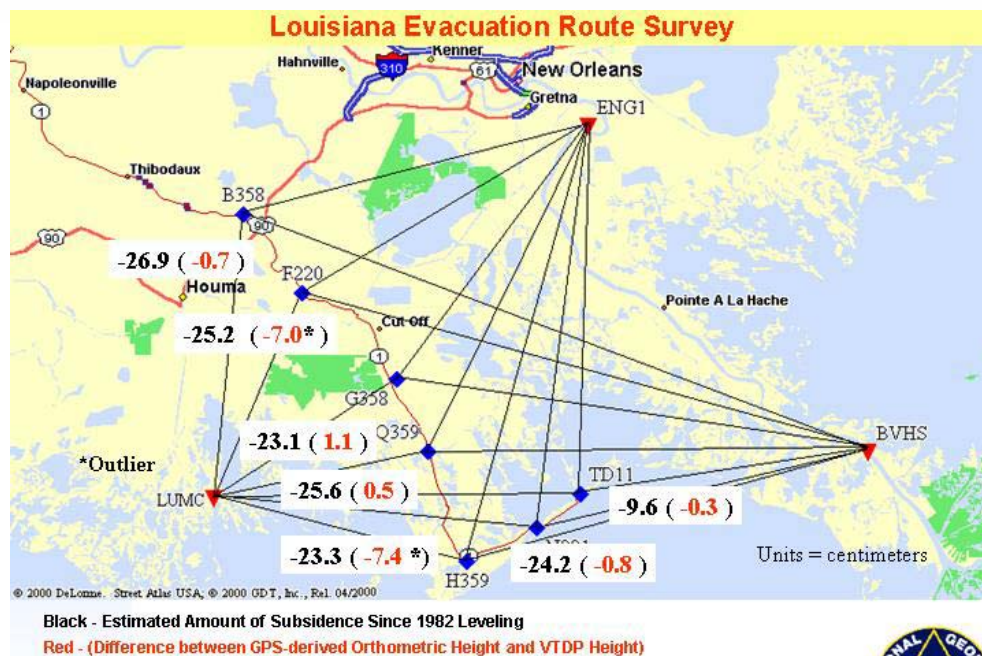 Louisiana Evacuation Route Survey
Kenner
Hahnville
310
61
New Orleans
Napoleonville
Gretna
ENG1
1
Thibodaux
B358
90
90
-26.9 ( -0.7 )
F220
Houma
Pointe A La Hache
-25.2 ( -7.0* )
Cut Off
1
G358
Q359
-23.1 ( 1.1 )
BVHS
*Outlier
TD11
LUMC
-25.6 ( 0.5 )
-9.6 ( -0.3 )
-23.3 ( -7.4 *)
-24.2 ( -0.8 )
Units = centimeters
H359
© 2000 DeLorme. Street Atlas USA; © 2000 GDT, Inc., Rel. 04/2000
Black - Estimated Amount of Subsidence Since 1982 Leveling
Red - (Difference between GPS-derived Orthometric Height and VTDP Height)